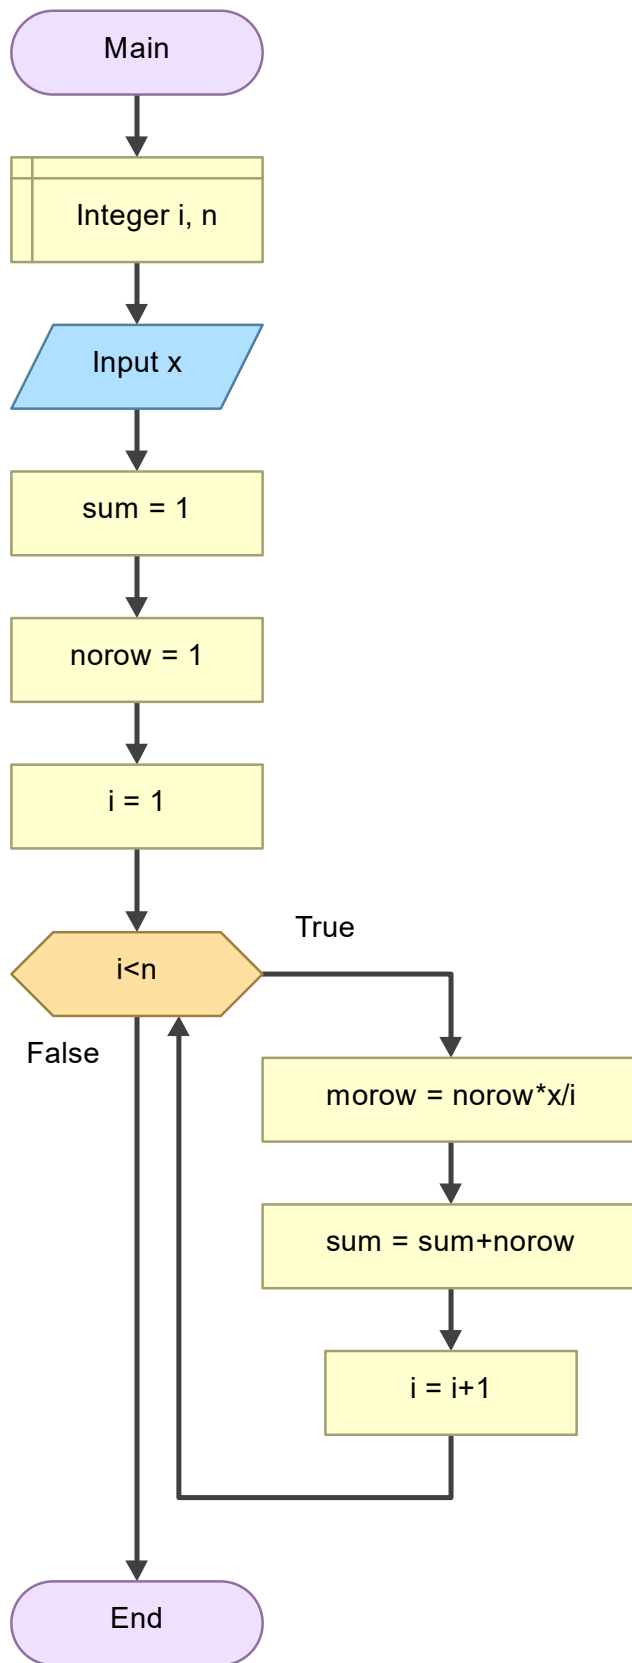 Main
Integer i, n
Input x
sum = 1
norow = 1
i = 1
i<n
True
False
morow = norow*x/i
sum = sum+norow
i = i+1
End